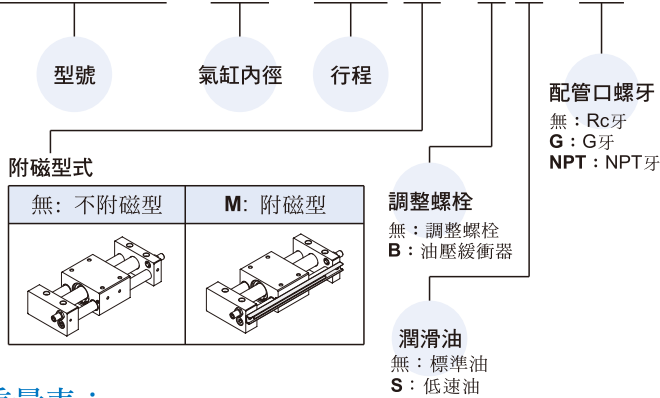 型號
氣缸內徑
行程
配管口螺牙
無：Rc牙
G：G牙
NPT：NPT牙
附磁型式
無: 不附磁型
M: 附磁型
調整螺栓
無：調整螺栓
B：油壓緩衝器
潤滑油
無：標準油
S：低速油